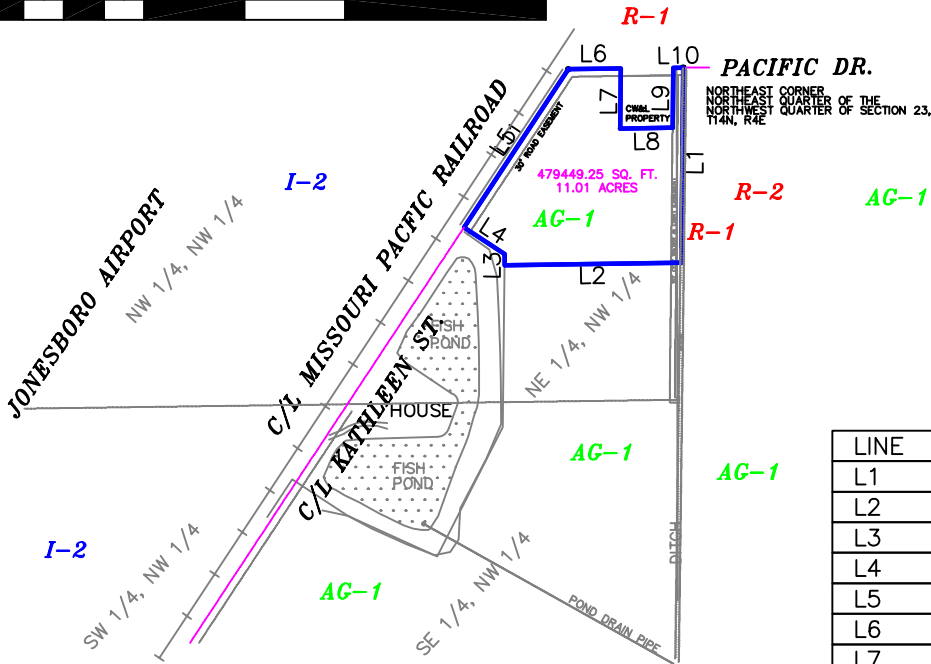 R-1
L6
L10
PACIFIC DR.
NORTHEAST CORNER
NORTHEAST QUARTER OF THE
NORTHWEST QUARTER OF SECTION 23,
T14N, R4E
L7
L9
CW&L
PROPERTY
L8
L5
30' ROAD EASEMENT
L1
479449.25 SQ. FT.
11.01 ACRES
C/L MISSOURI PACFIC RAILROAD
I-2
R-2
AG-1
AG-1
R-1
JONESBORO AIRPORT
NW 1/4, NW 1/4
L4
L3
L2
NE 1/4, NW 1/4
FISH
POND
C/L KATHLEEN ST.
HOUSE
AG-1
AG-1
FISH
POND
LINE
L1
L2
L3
L4
L5
L6
L7
DITCH
I-2
SW 1/4, NW 1/4
AG-1
SE 1/4, NW 1/4
POND DRAIN PIPE